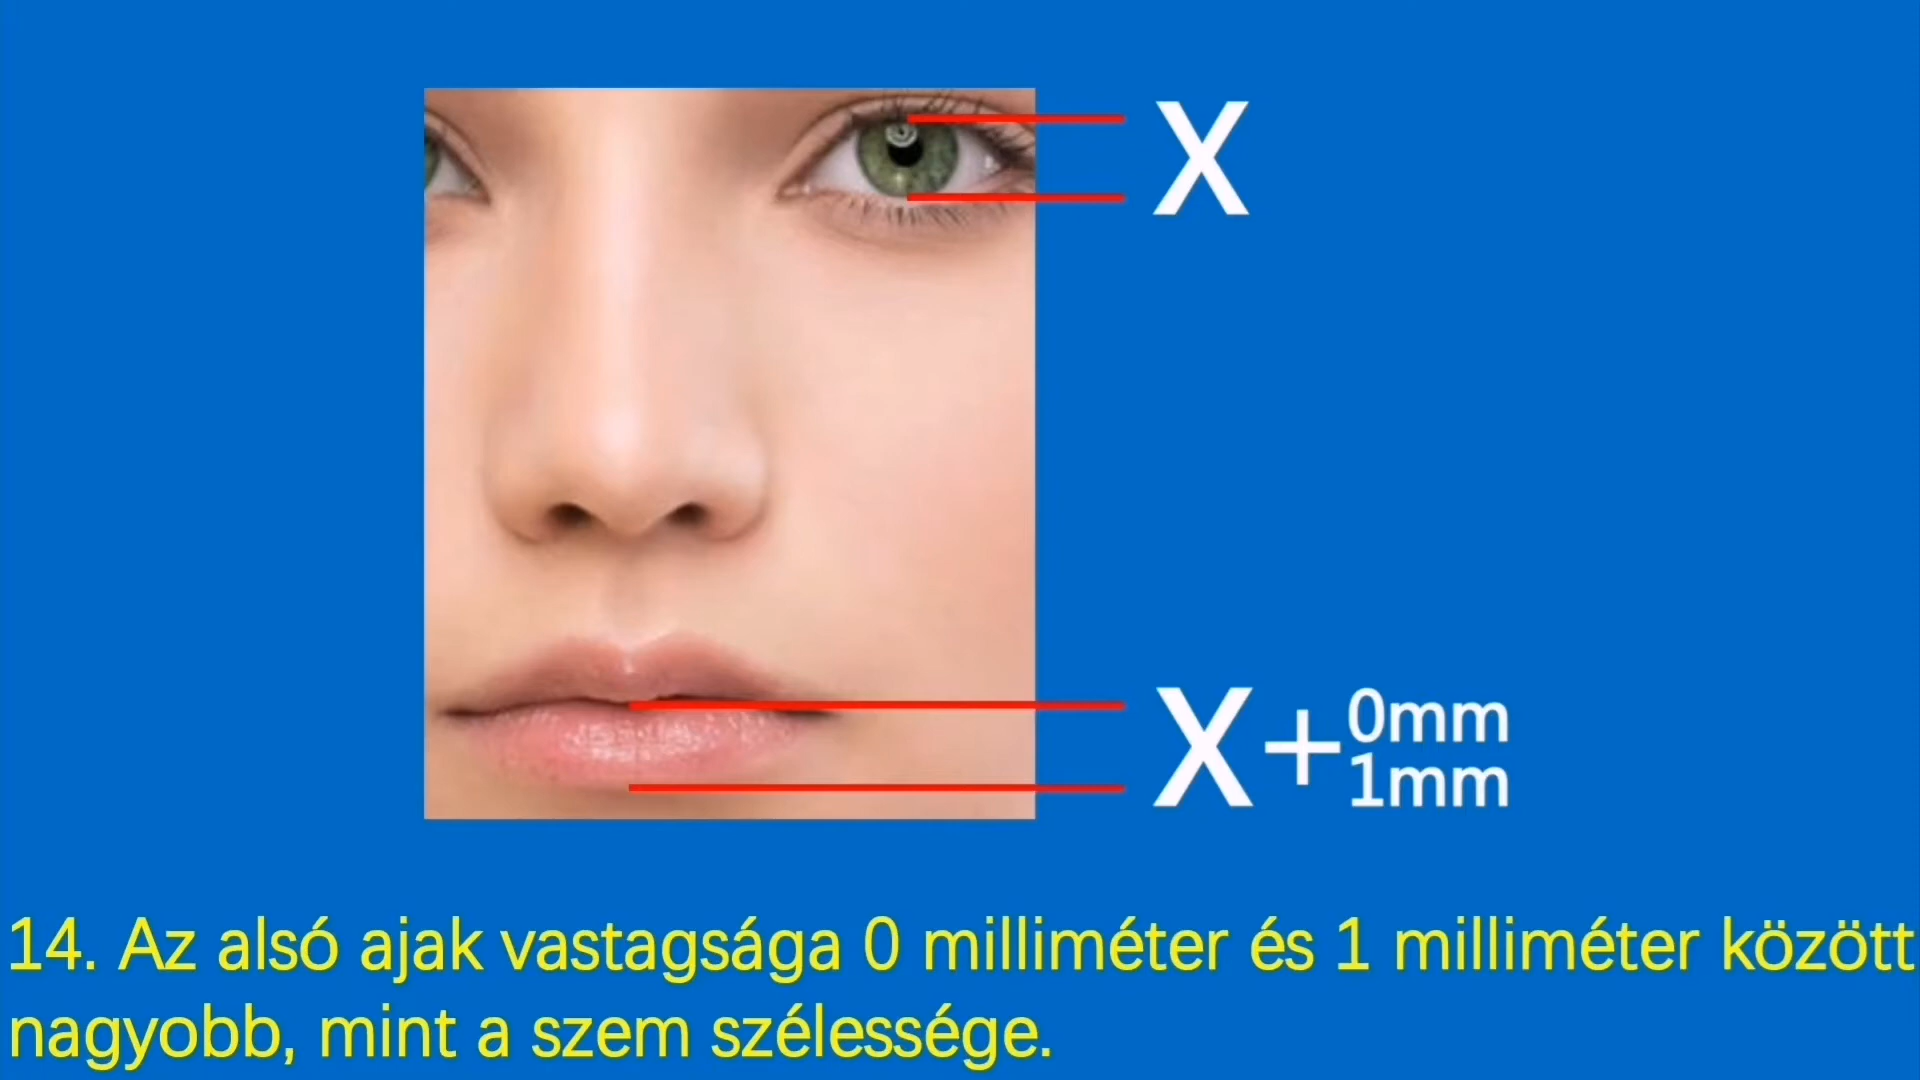 X
X+0mm
1mm
14. Az alsó ajak vastagsága 0 milliméter és 1 milliméter között
nagyobb, mint a szem szélessége.